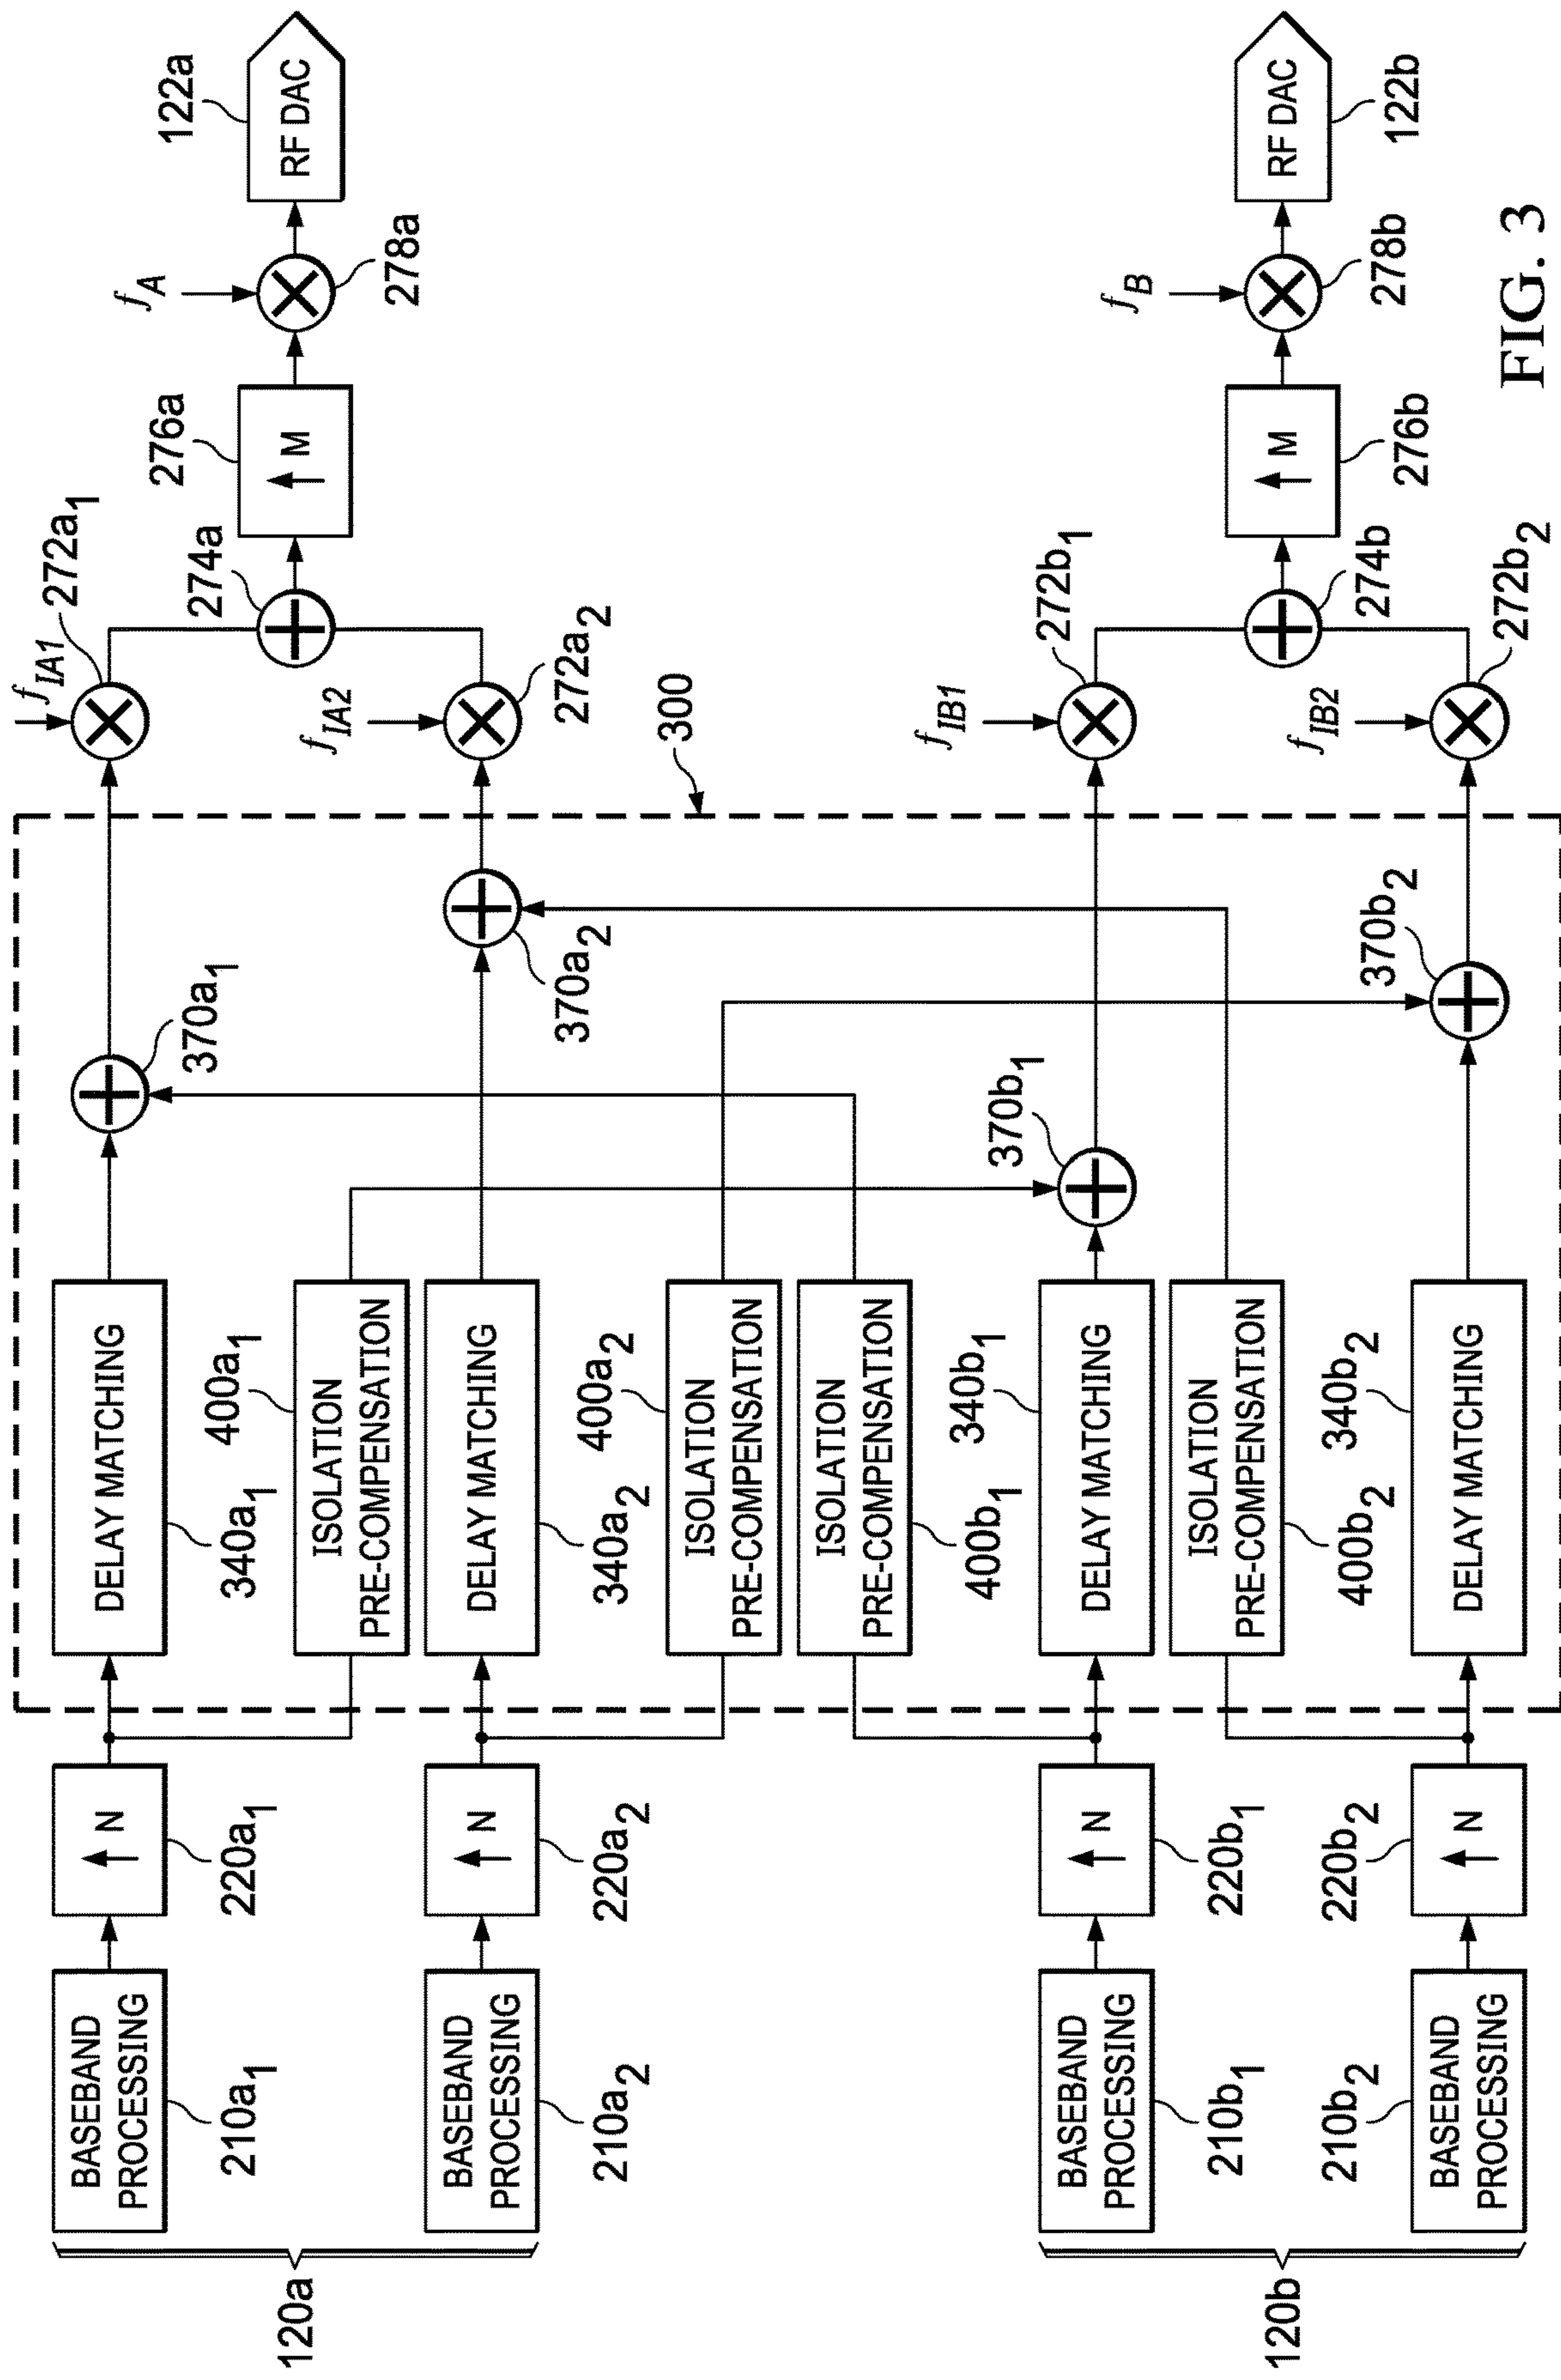 120a
BASEBAND
PROCESSING
210a1
N
220a1
DELAY MATCHING
340a1
ISOLATION
PRE-COMPENSATION
400a1
370a1
fIA1
272a1
BASEBAND
PROCESSING
210a2
N
220a2
DELAY MATCHING
340a2
ISOLATION
PRE-COMPENSATION
400a2
370a2
fIA2
272a2
274a
M
276a
fA
278a
RF DAC
122a
300
120b
BASEBAND
PROCESSING
210b1
N
220b1
ISOLATION
PRE-COMPENSATION
400b1
DELAY MATCHING
340b1
370b1
fIB1
272b1
BASEBAND
PROCESSING
210b2
N
220b2
ISOLATION
PRE-COMPENSATION
400b2
DELAY MATCHING
340b2
370b2
fIB2
272b2
274b
M
276b
fB
278b
RF DAC
122b
FIG. 3